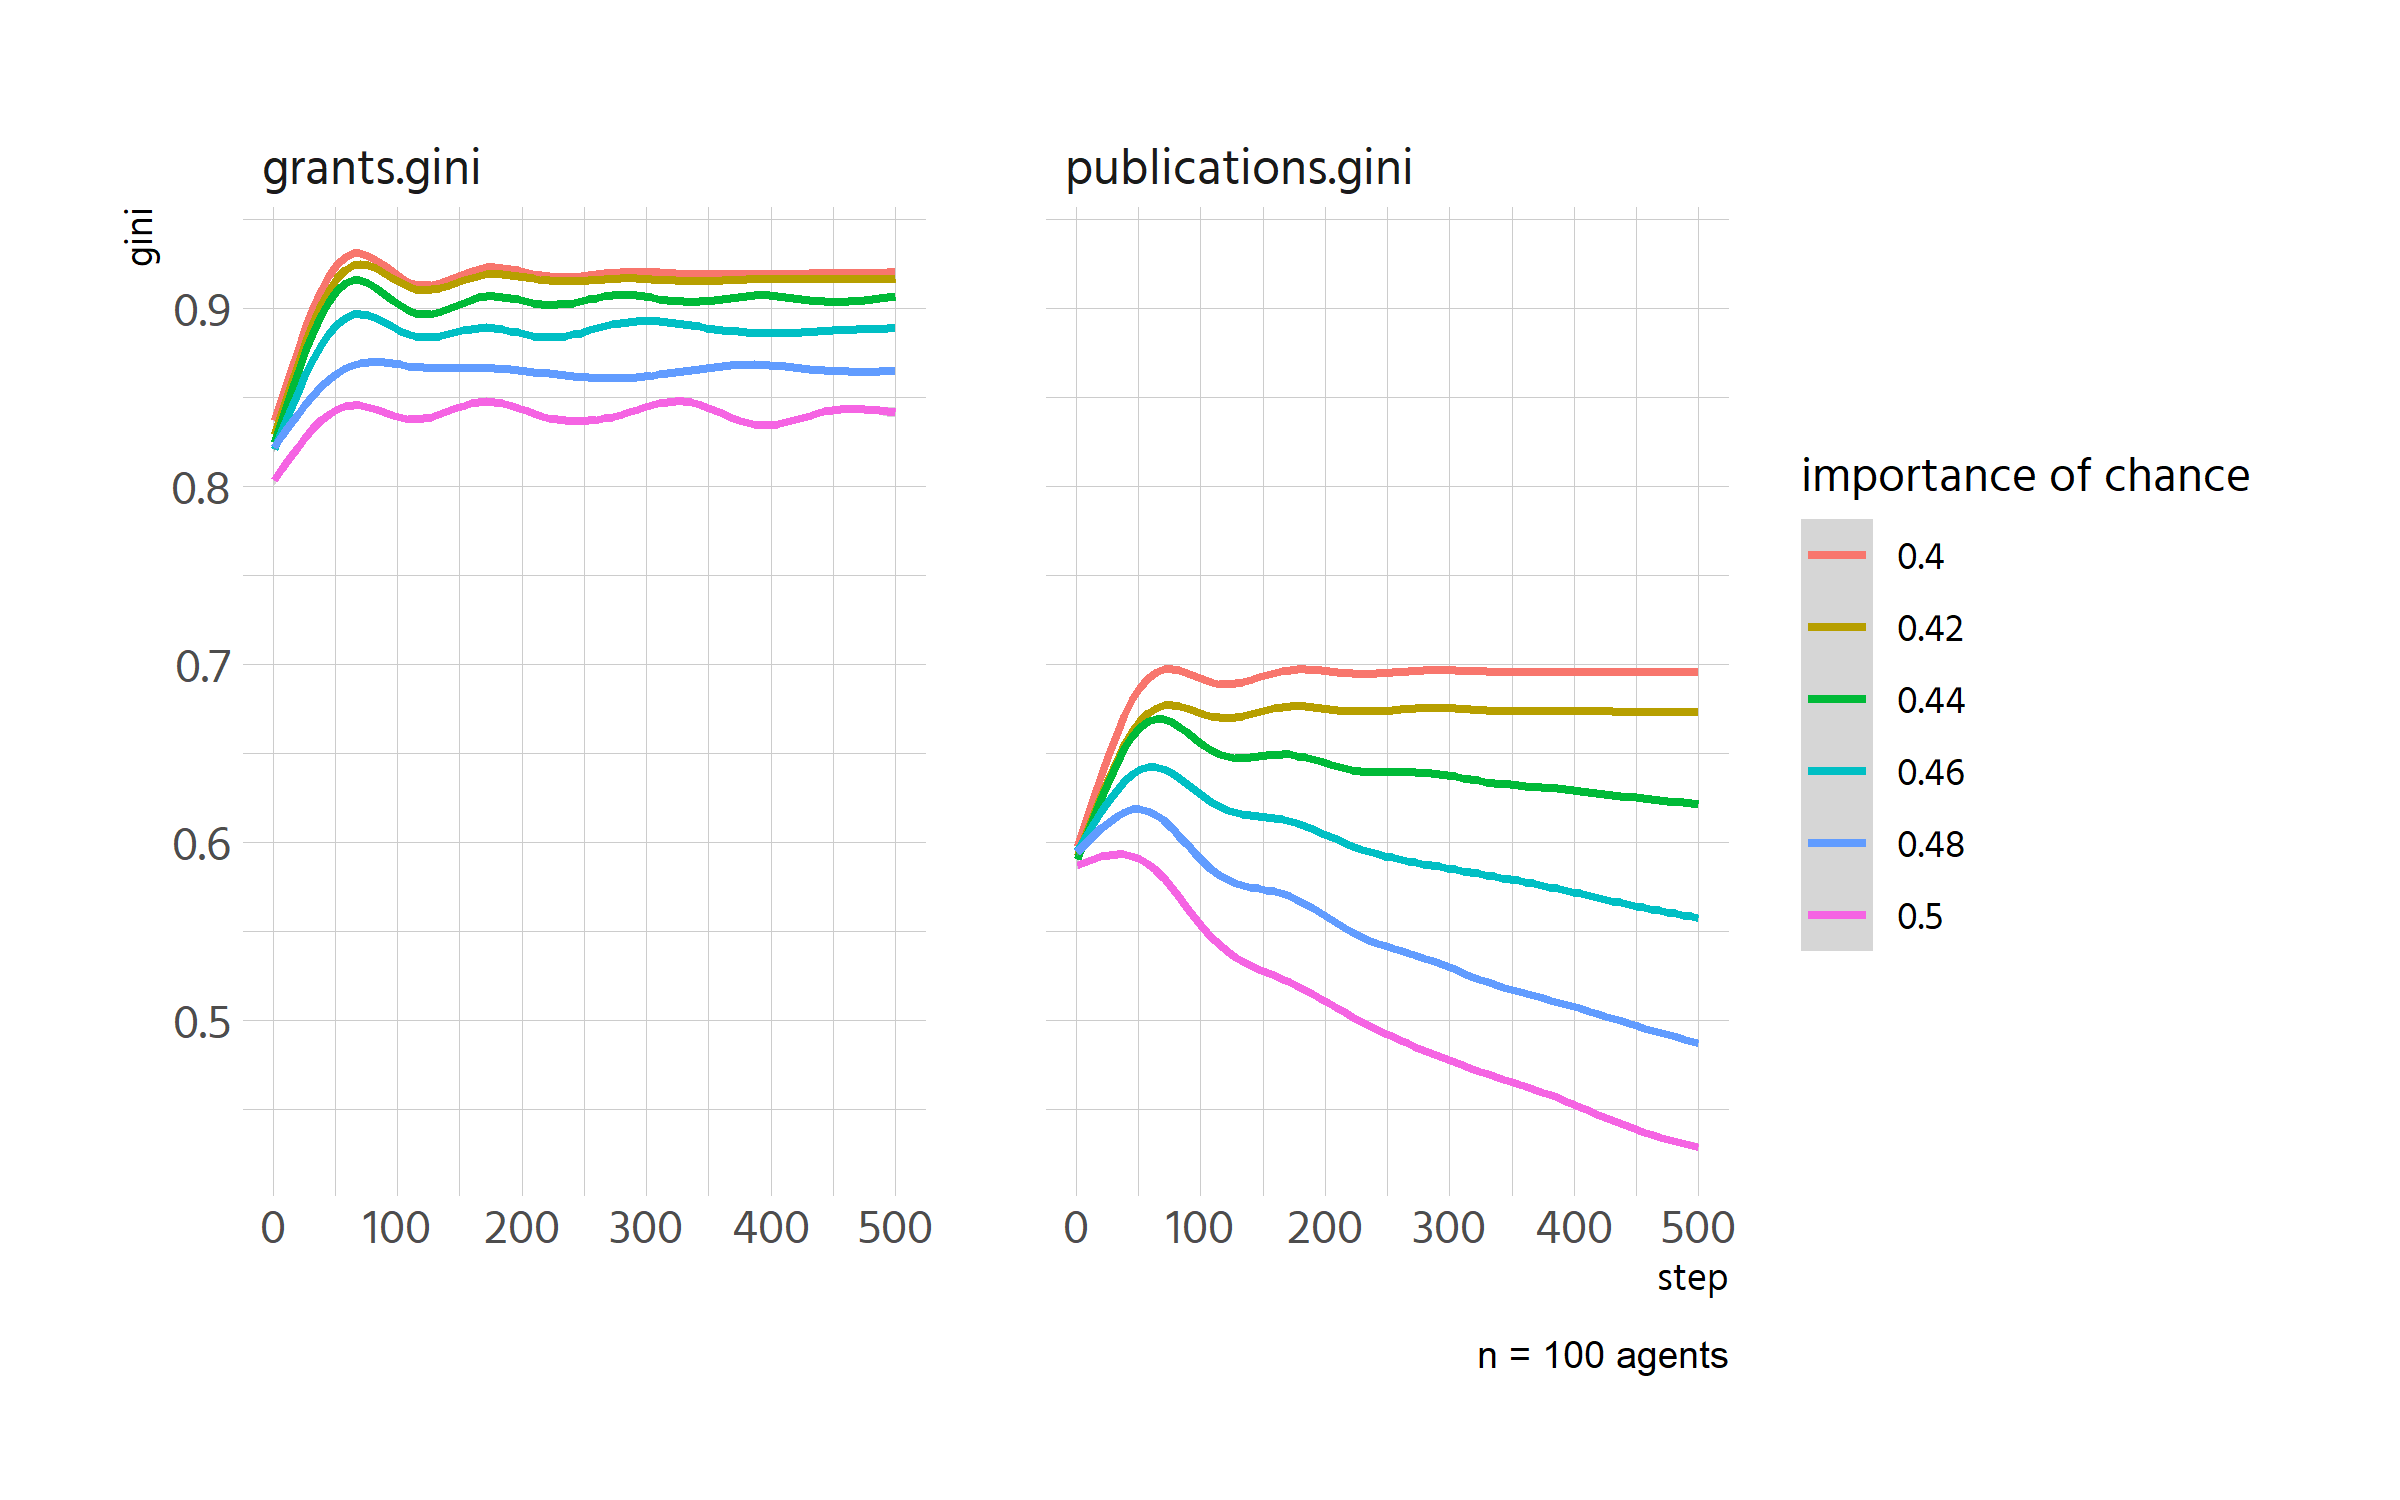 grants.gini
publications.gini
gini
0.9
0.8
0.7
0.6
0.5
0 100 200 300 400 500
0 100 200 300 400 500
step
n = 100 agents
importance of chance
0.4
0.42
0.44
0.46
0.48
0.5